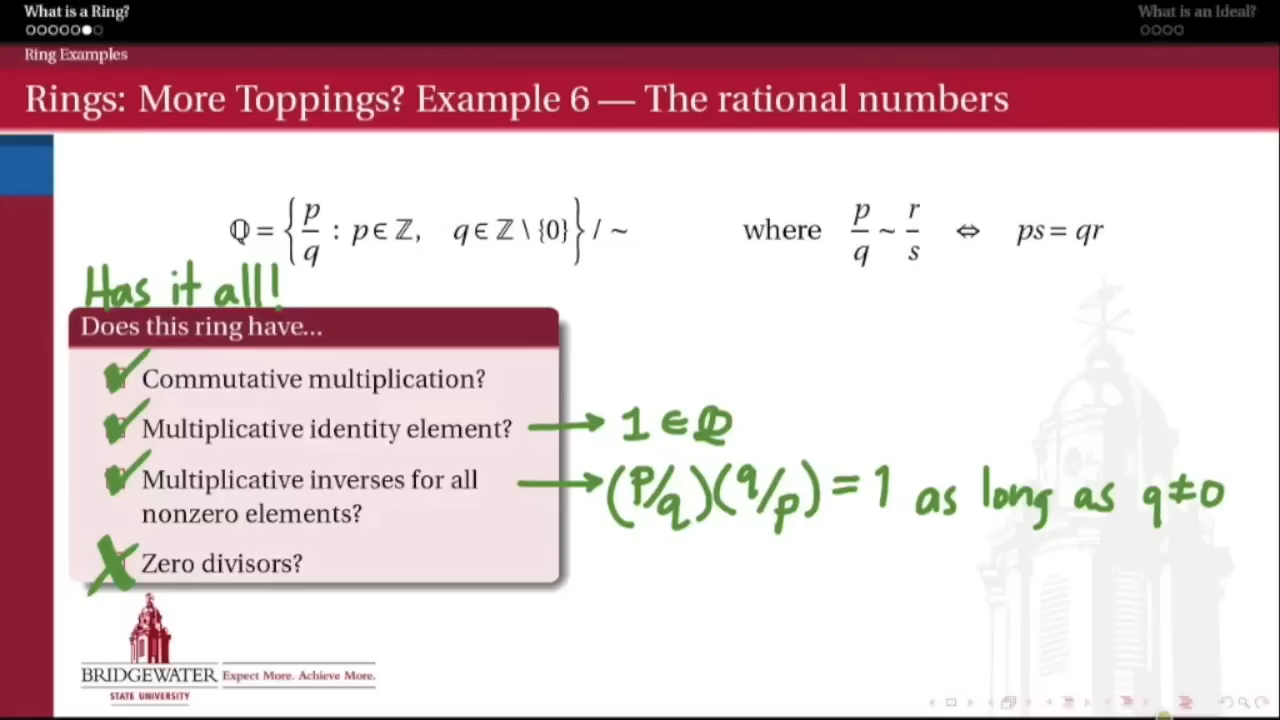 What is a Ring?
What is an Ideal?
Ring Examples
Rings: More Toppings? Example 6 — The rational numbers
ℚ = { p/q : p ∈ ℤ, q ∈ ℤ \ {0} } / ~ where p/q ~ r/s ⇔ ps = qr
Has it all!
Does this ring have...
Commutative multiplication?
Multiplicative identity element? → 1 ∈ ℚ
Multiplicative inverses for all → (p/q)(q/p) = 1 as long as q≠0
nonzero elements?
Zero divisors?
BRIDGEWATER Expect More. Achieve More.
STATE UNIVERSITY